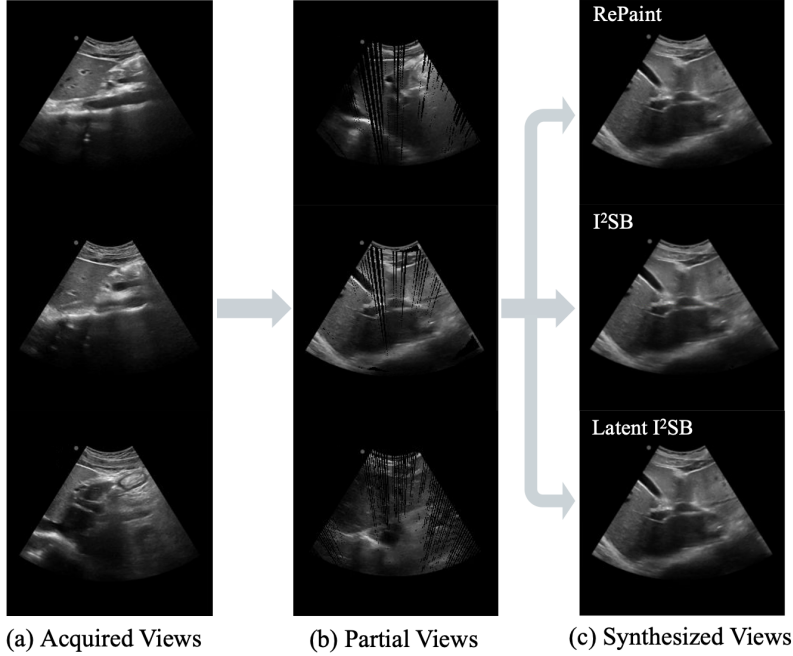 RePaint
I²SB
Latent I²SB
(a) Acquired Views
(b) Partial Views
(c) Synthesized Views